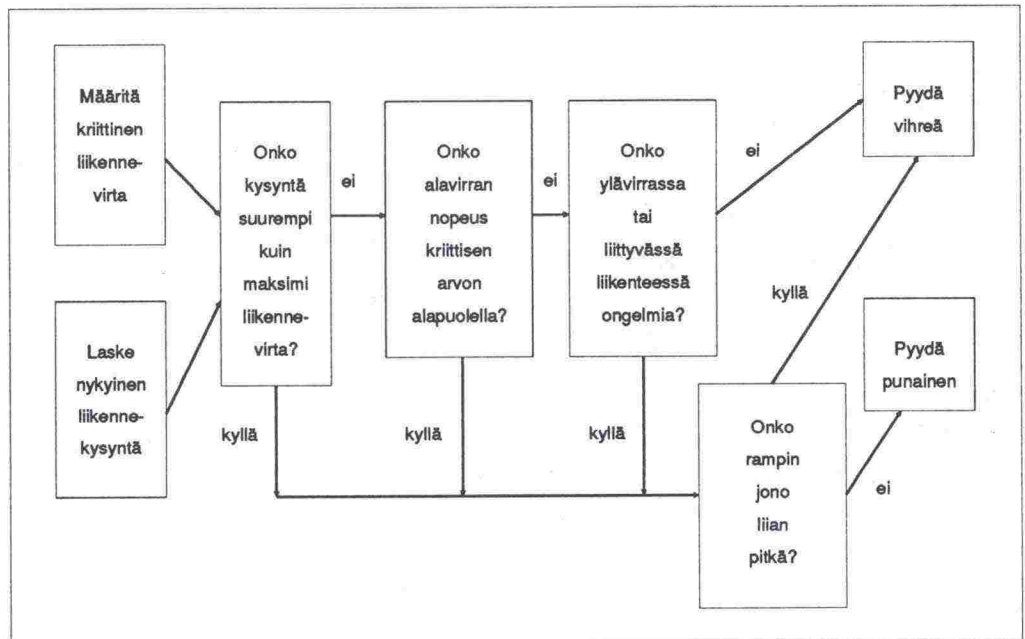 Määritä
kriittinen
liikenne-
virta
Laske
nykyinen
liikenne-
kysyntä
Onko
kysyntä
suurempi
kuin
maksimi
liikenne-
virta?
ei
kyllä
Onko
alavirran
nopeus
kriittisen
arvon
alapuolella?
ei
kyllä
Onko
ylävirrassa
tai
liittyvässä
liikenteessä
ongelmia?
ei
kyllä
Onko
rampin
jono
liian
pitkä?
kyllä
ei
Pyydä
vihreä
Pyydä
punainen